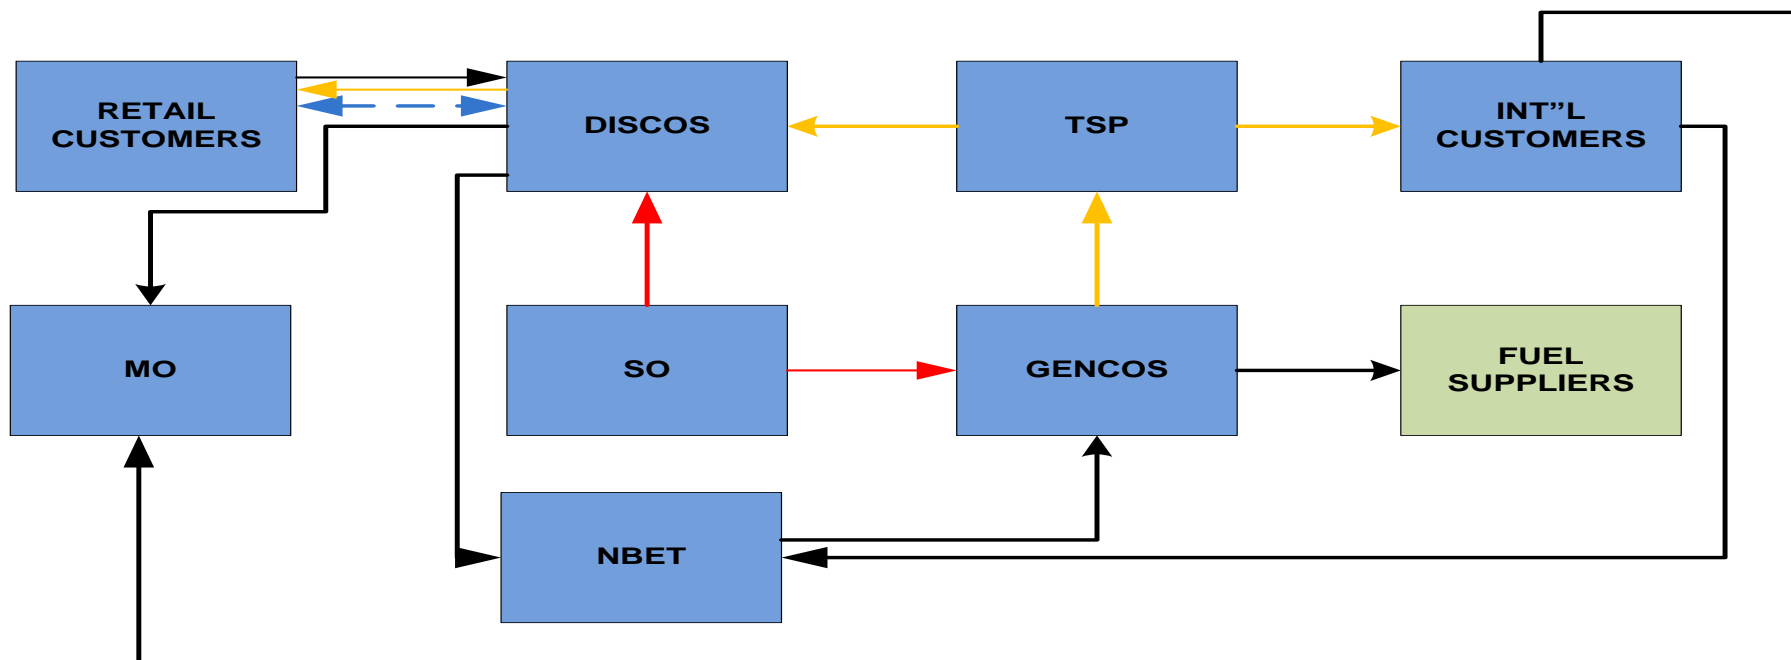 RETAIL
CUSTOMERS
DISCOS
TSP
INT”L
CUSTOMERS
MO
SO
GENCOS
FUEL
SUPPLIERS
NBET